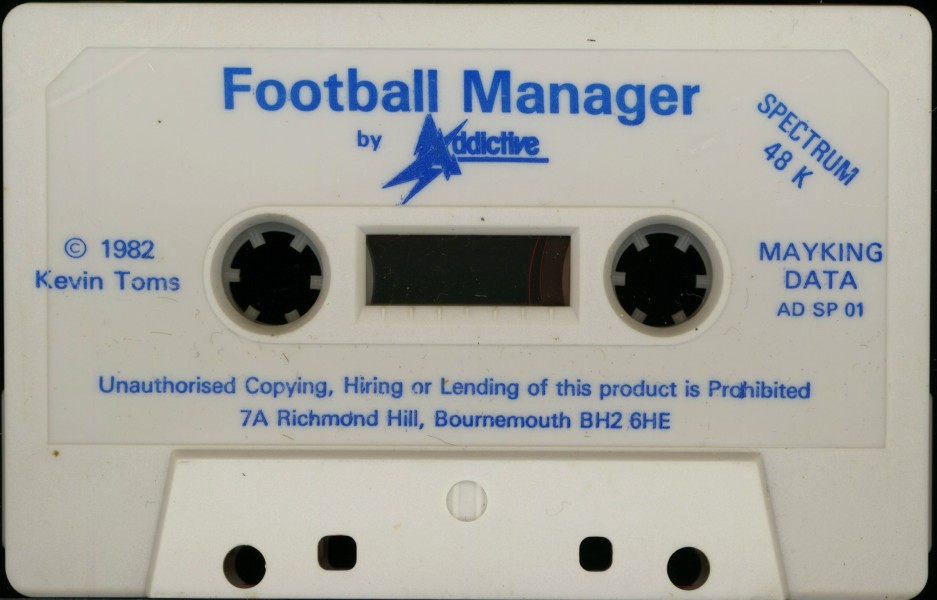 Football Manager
by Addictive
SPECTRUM
48 K
© 1982
Kevin Toms
MAYKING
DATA
AD SP 01
Unauthorised Copying, Hiring or Lending of this product is Prohibited
7A Richmond Hill, Bournemouth BH2 6HE